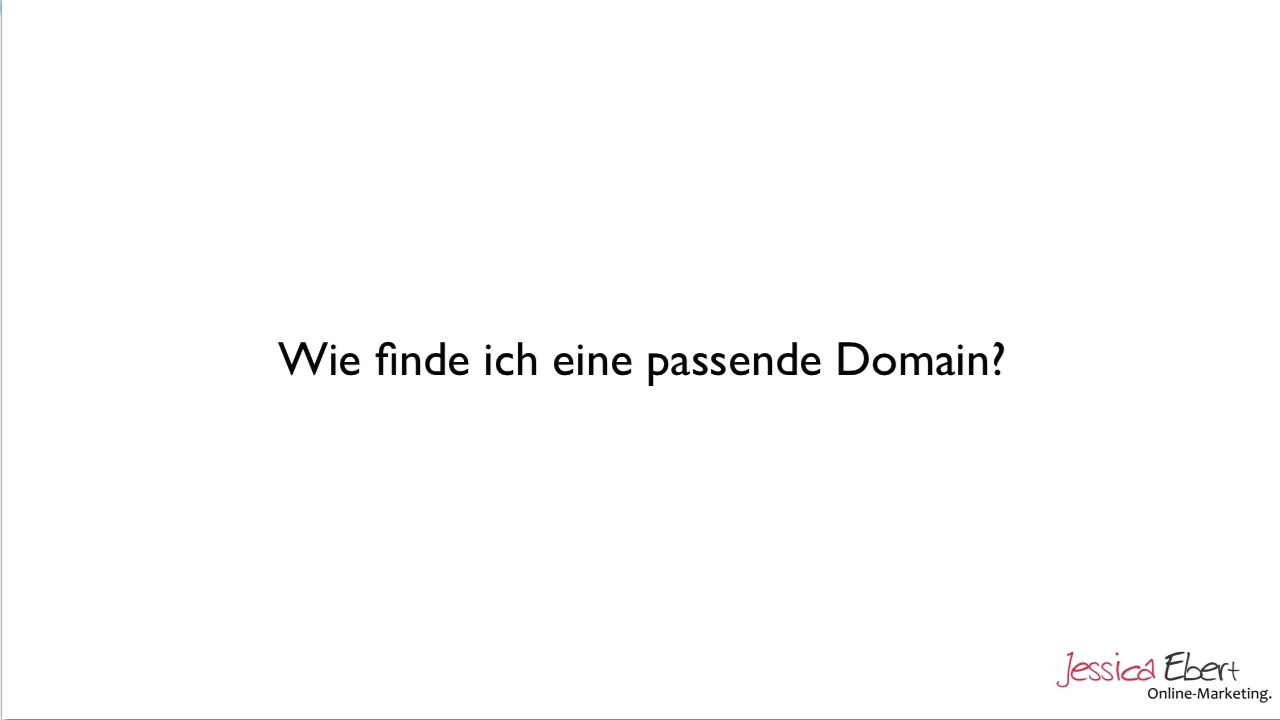 Wie finde ich eine passende Domain?
Jessica Ebert
Online-Marketing.